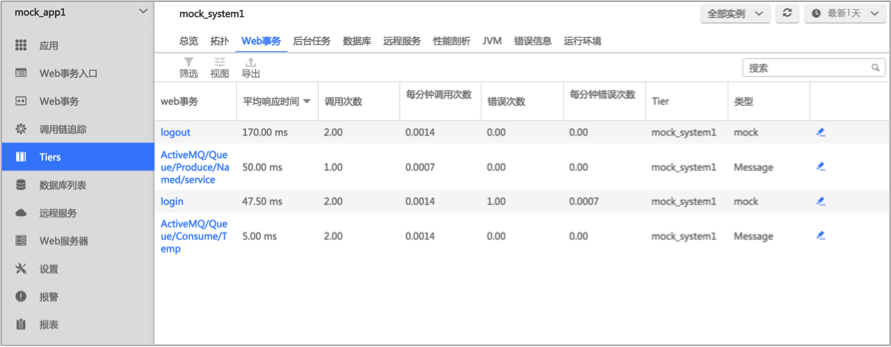 mock_app1
应用
Web事务入口
Web事务
调用链追踪
Tiers
数据库列表
远程服务
Web服务器
设置
报警
报表
mock_system1
全部实例
最新1天
总览 拓扑 Web事务 后台任务 数据库 远程服务 性能剖析 JVM 错误信息 运行环境
筛选 视图 导出
搜索
web事务 平均响应时间 调用次数 每分钟调用次数 错误次数 每分钟错误次数 Tier 类型
logout 170.00 ms 2.00 0.0014 0.00 0.00 mock_system1 mock
ActiveMQ/Que
ue/Produce/Na 50.00 ms 1.00 0.0007 0.00 0.00 mock_system1 Message
med/service
login 47.50 ms 2.00 0.0014 1.00 0.0007 mock_system1 mock
ActiveMQ/Que
ue/Consume/T 5.00 ms 2.00 0.0014 0.00 0.00 mock_system1 Message
emp